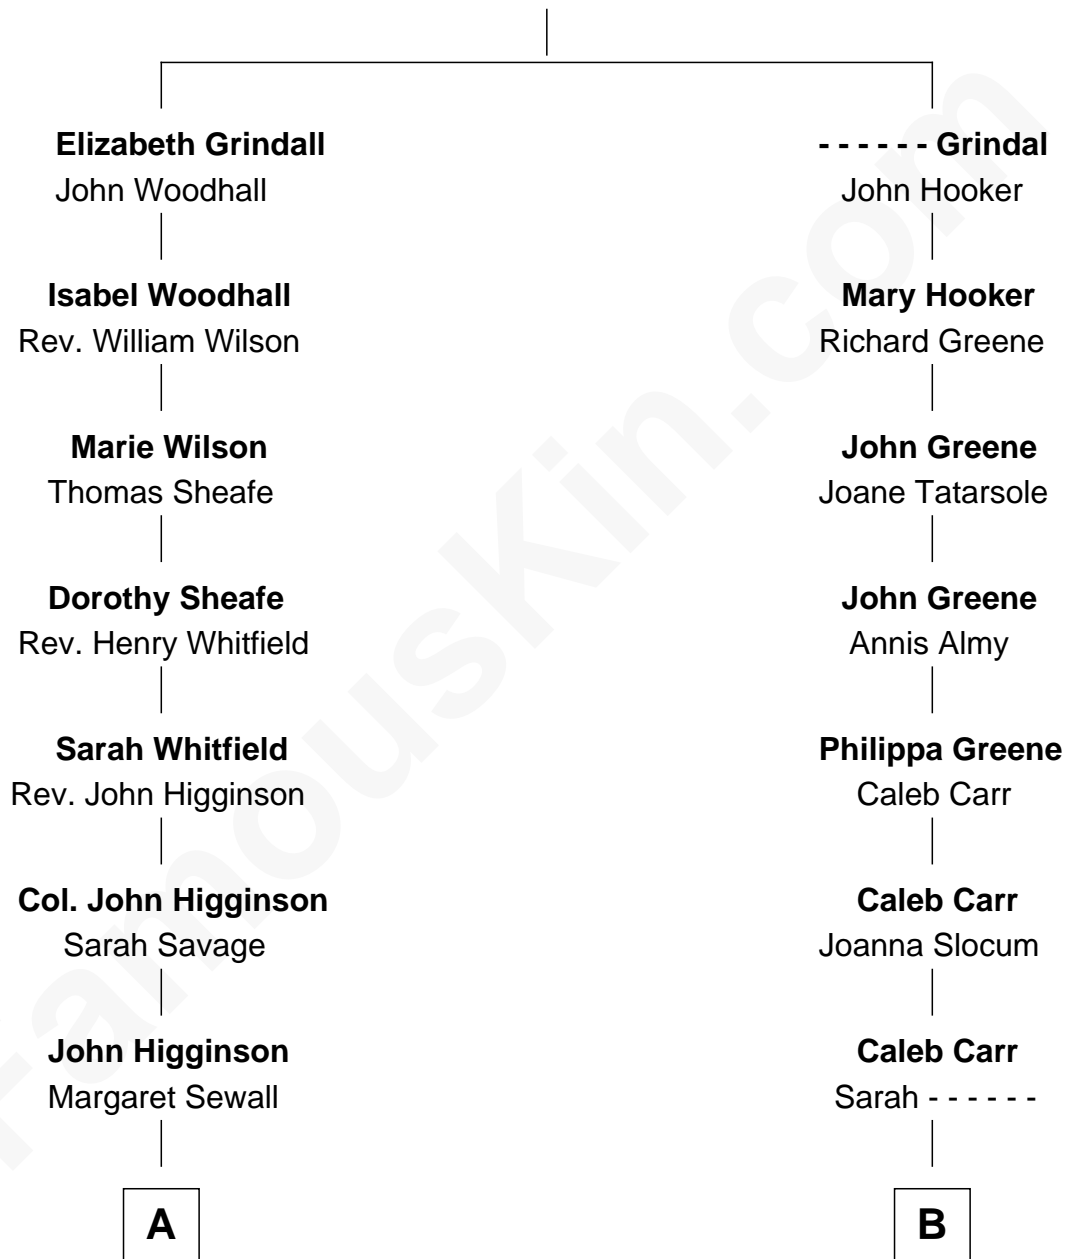 Elizabeth Grindall
John Woodhall
Isabel Woodhall
Rev. William Wilson
Marie Wilson
Thomas Sheafe
Dorothy Sheafe
Rev. Henry Whitfield
Sarah Whitfield
Rev. John Higginson
Col. John Higginson
Sarah Savage
John Higginson
Margaret Sewall
A
- - - - - - Grindal
John Hooker
Mary Hooker
Richard Greene
John Greene
Joane Tatarsole
John Greene
Annis Almy
Philippa Greene
Caleb Carr
Caleb Carr
Joanna Slocum
Caleb Carr
Sarah - - - - - -
B
FamousKin.com